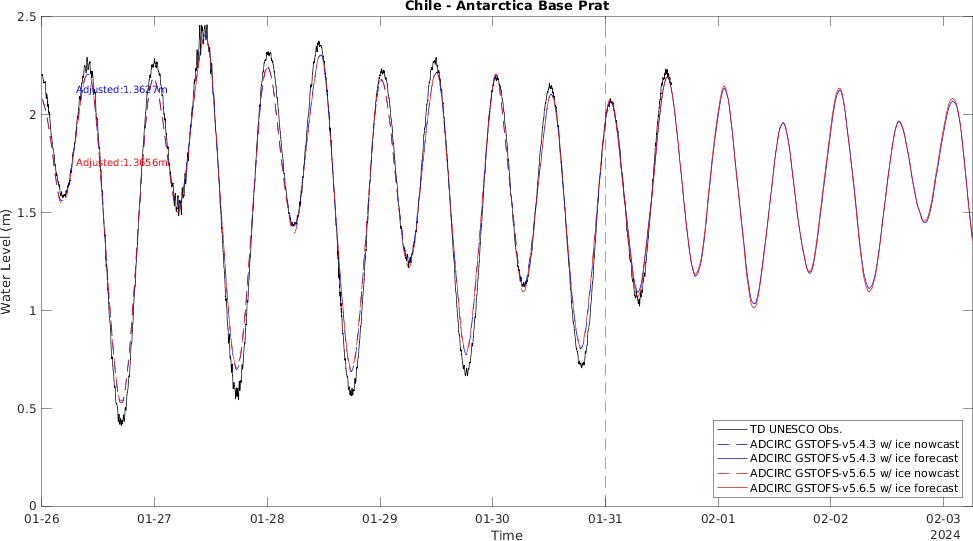 Chile - Antarctica Base Prat
2.5
2
1.5
1
0.5
0
Water Level (m)
Adjusted:1.3627m
Adjusted:1.3656m
TD UNESCO Obs.
ADCIRC GSTOFS-v5.4.3 w/ ice nowcast
ADCIRC GSTOFS-v5.4.3 w/ ice forecast
ADCIRC GSTOFS-v5.6.5 w/ ice nowcast
ADCIRC GSTOFS-v5.6.5 w/ ice forecast
01-26 01-27 01-28 01-29 01-30 01-31 02-01 02-02 02-03
Time
2024